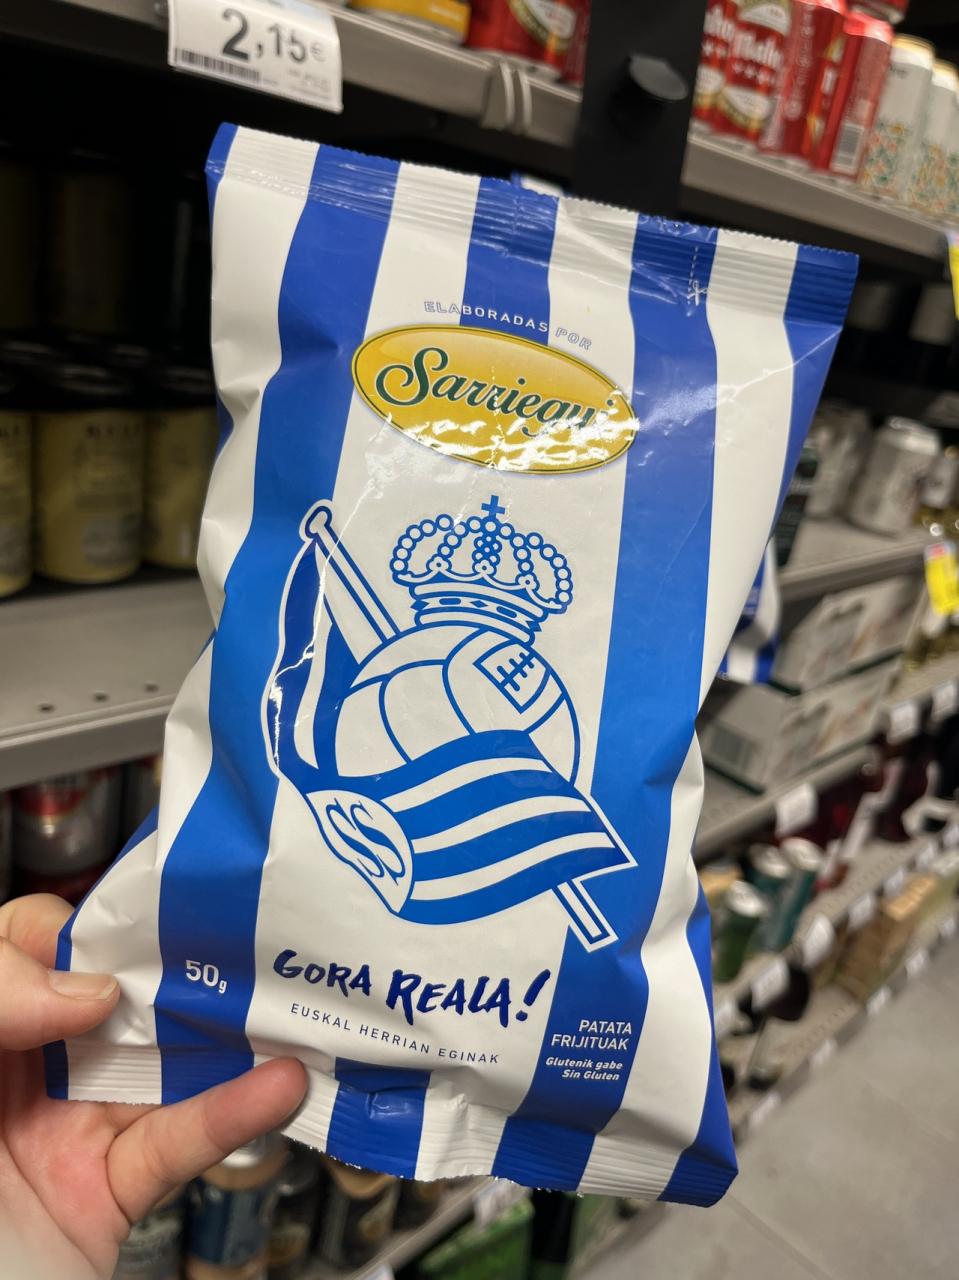 2,15€
ELABORADAS POR
Sarriegui
SS
50g
GORA REALA!
EUSKAL HERRIAN EGINAK
PATATA
FRIJITUAK
Glutenik gabe
Sin Gluten